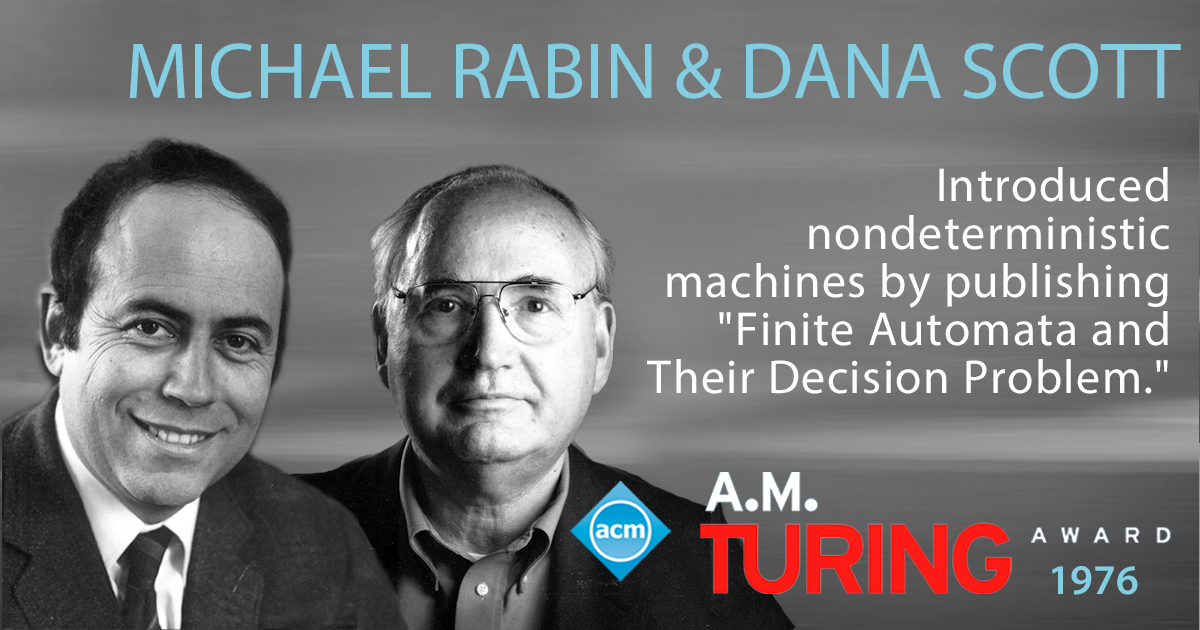 MICHAEL RABIN & DANA SCOTT
Introduced
nondeterministic
machines by publishing
"Finite Automata and
Their Decision Problem."
acm
A.M.
TURING AWARD
1976